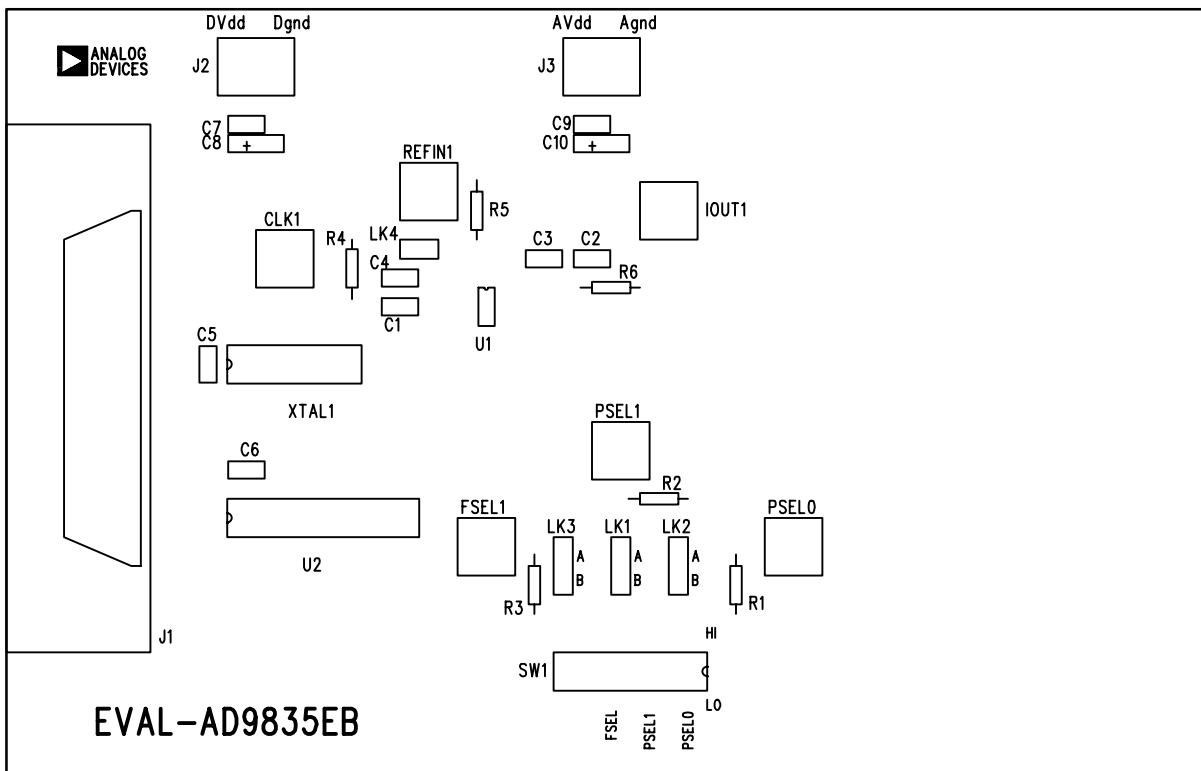 DVdd Dgnd
AVdd Agnd
ANALOG
DEVICES
J2
J3
C7
C8
+
C9
C10
+
REFIN1
R5
IOUT1
CLK1
R4
LK4
C4
C3
C2
R6
C1
U1
C5
XTAL1
PSEL1
C6
R2
FSEL1
LK3
LK1
LK2
PSEL0
A
A
A
B
B
B
U2
R3
R1
J1
HI
SW1
LO
FSEL
PSEL1
PSEL0
EVAL-AD9835EB